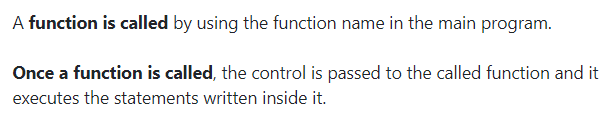 A function is called by using the function name in the main program.
Once a function is called, the control is passed to the called function and it
executes the statements written inside it.